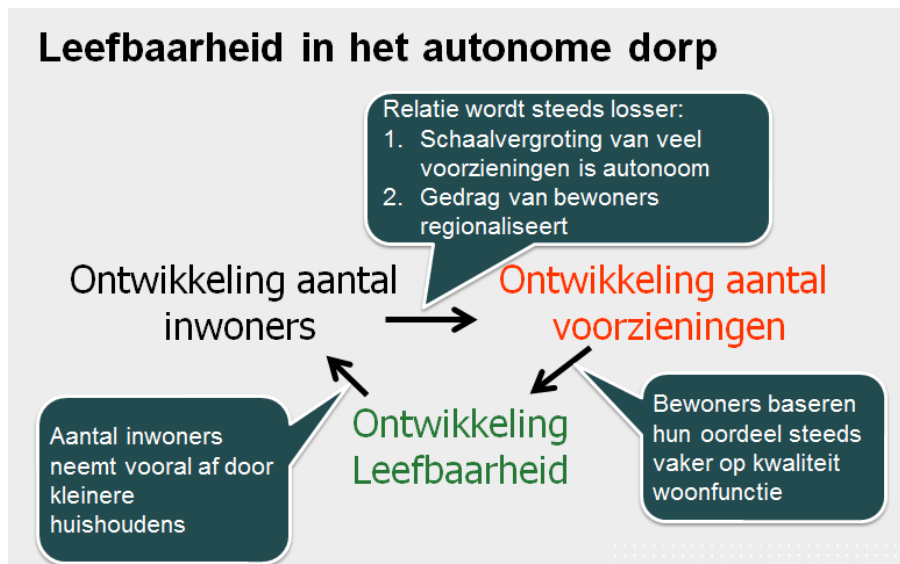 Leefbaarheid in het autonome dorp
Relatie wordt steeds losser:
1. Schaalvergroting van veel
voorzieningen is autonoom
2. Gedrag van bewoners
regionaliseert
Ontwikkeling aantal
inwoners
Ontwikkeling aantal
voorzieningen
Aantal inwoners
neemt vooral af door
kleinere
huishoudens
Ontwikkeling
Leefbaarheid
Bewoners baseren
hun oordeel steeds
vaker op kwaliteit
woonfunctie